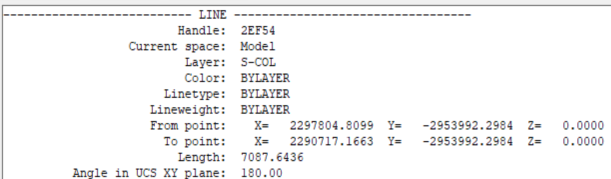 --------------------------- LINE ----------------------------------
Handle: 2EF54
Current space: Model
Layer: S-COL
Color: BYLAYER
Linetype: BYLAYER
Lineweight: BYLAYER
From point: X= 2297804.8099 Y= -2953992.2984 Z= 0.0000
To point: X= 2290717.1663 Y= -2953992.2984 Z= 0.0000
Length: 7087.6436
Angle in UCS XY plane: 180.00